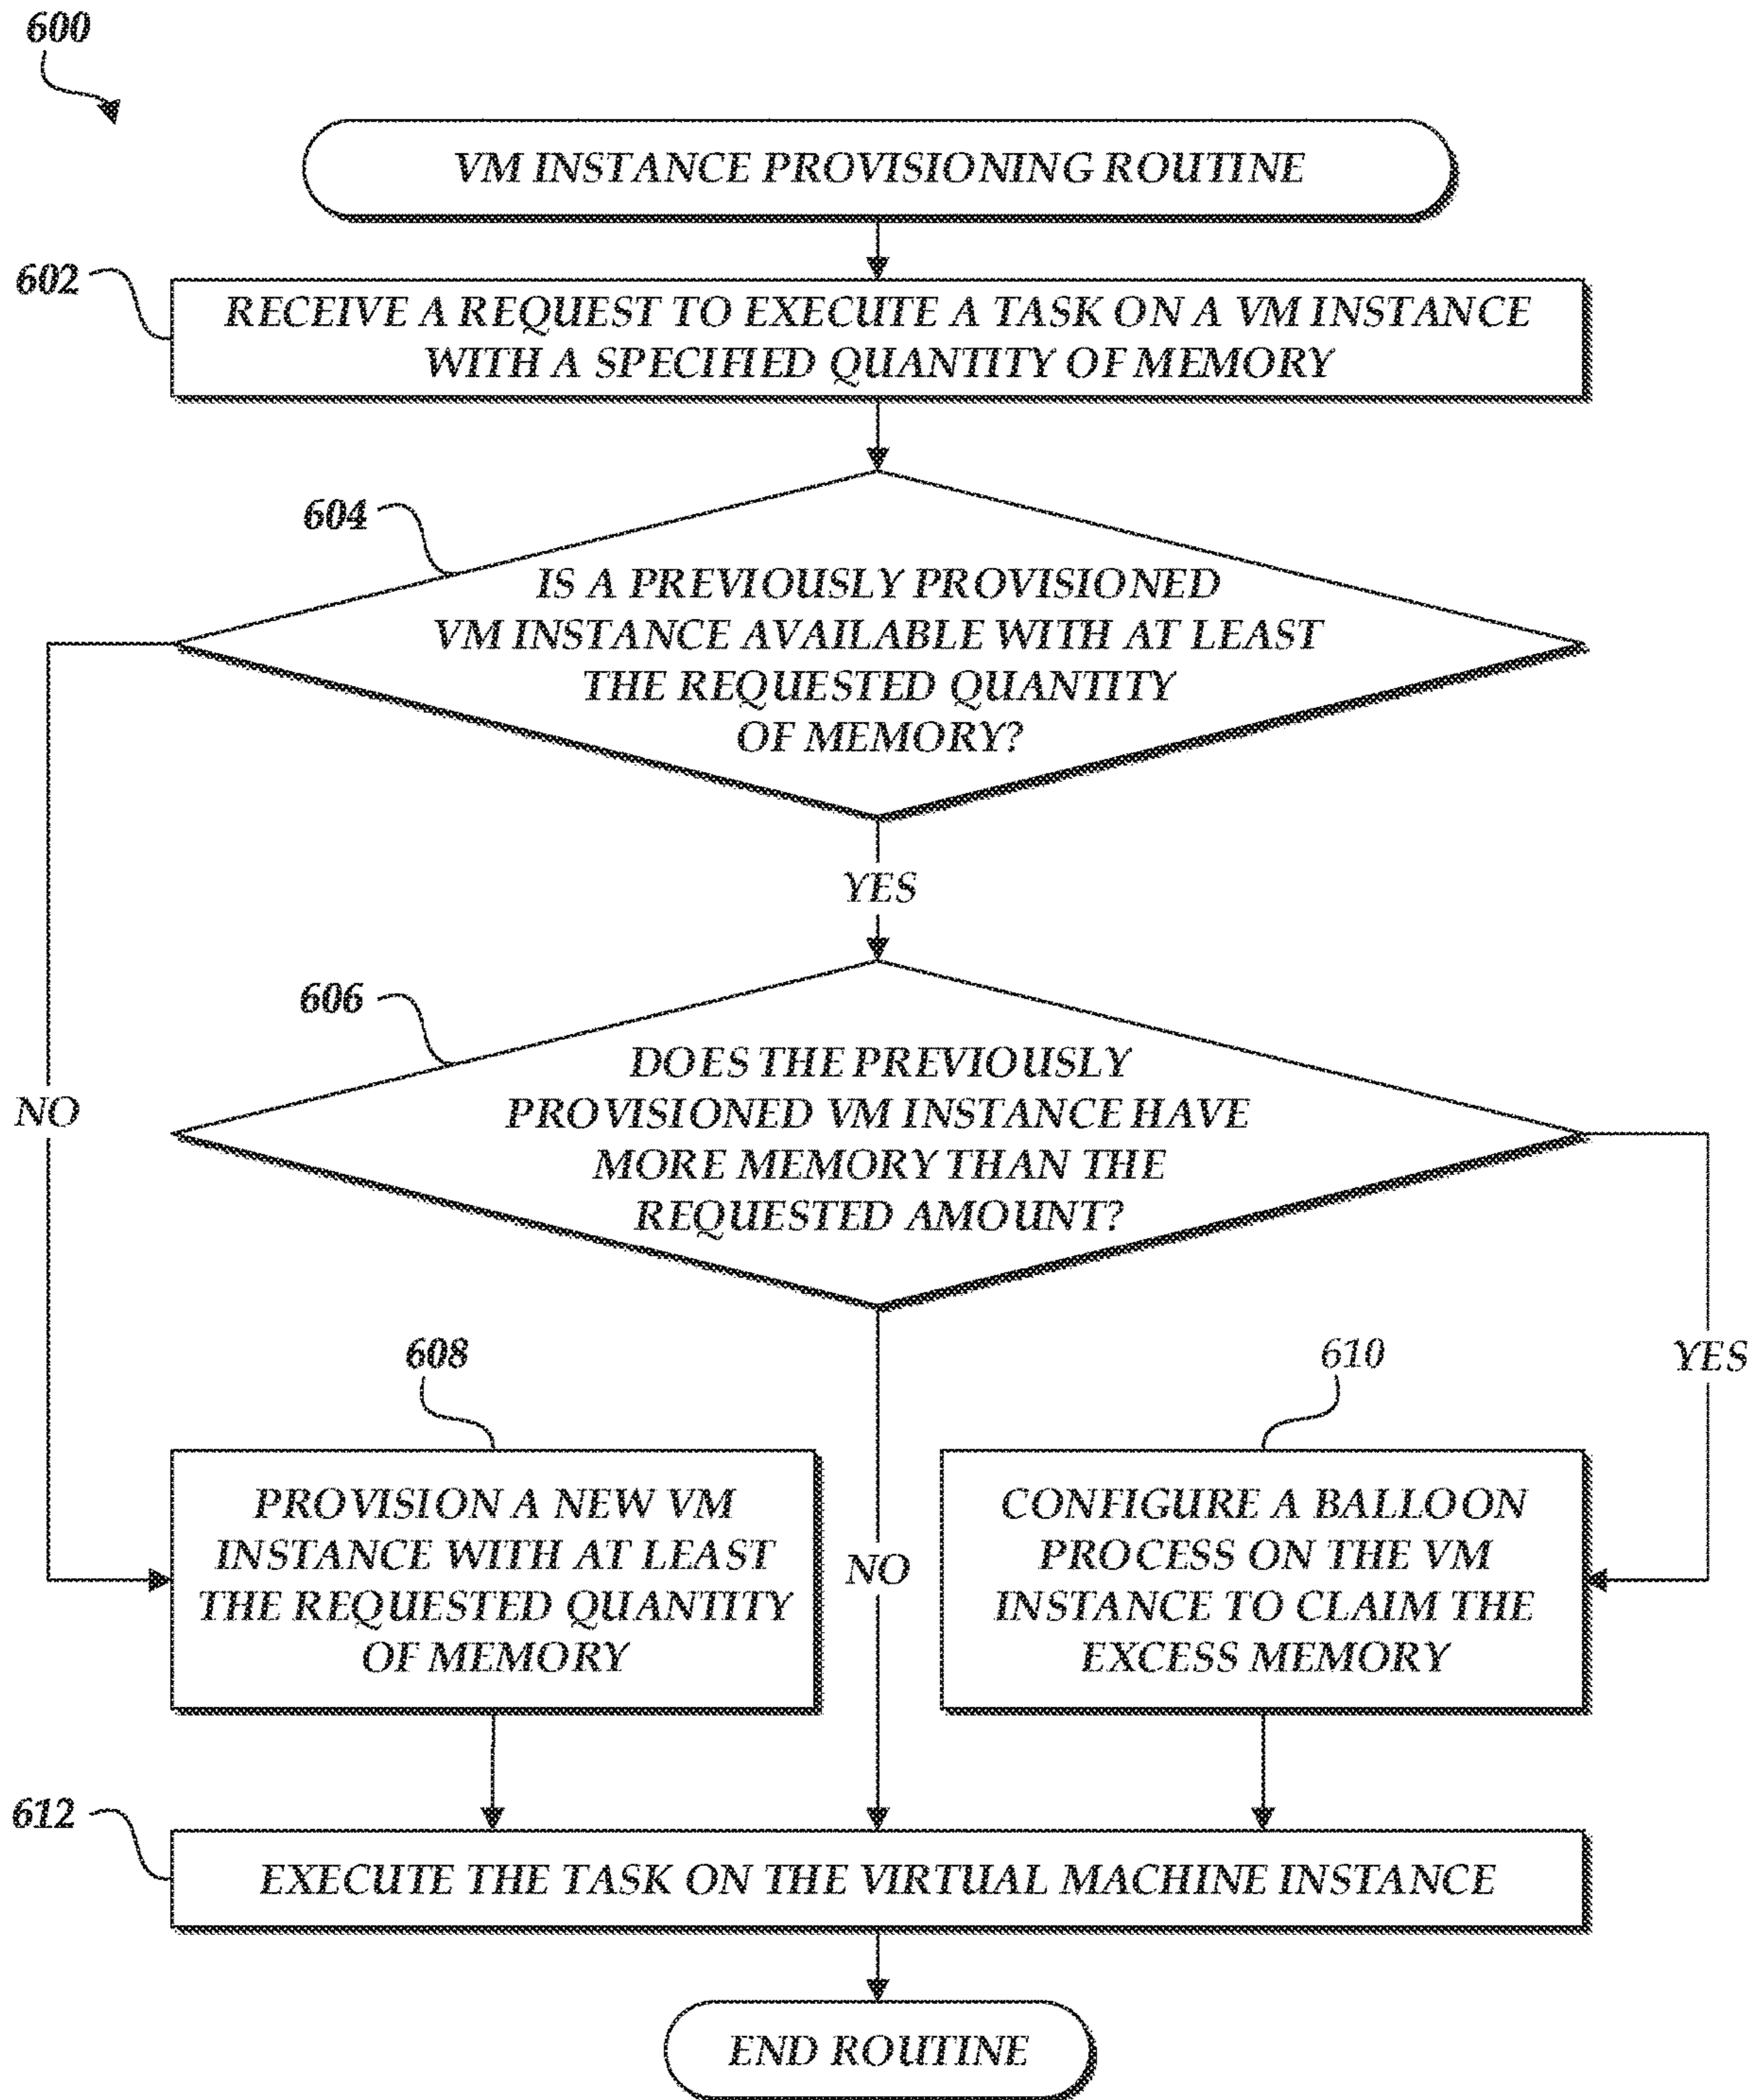 600
VM INSTANCE PROVISIONING ROUTINE
602
RECEIVE A REQUEST TO EXECUTE A TASK ON A VM INSTANCE
WITH A SPECIFIED QUANTITY OF MEMORY
604
IS A PREVIOUSLY PROVISIONED
VM INSTANCE AVAILABLE WITH AT LEAST
THE REQUESTED QUANTITY
OF MEMORY?
YES
606
DOES THE PREVIOUSLY
PROVISIONED VM INSTANCE HAVE
MORE MEMORY THAN THE
REQUESTED AMOUNT?
NO
YES
608
PROVISION A NEW VM
INSTANCE WITH AT LEAST
THE REQUESTED QUANTITY
OF MEMORY
NO
610
CONFIGURE A BALLOON
PROCESS ON THE VM
INSTANCE TO CLAIM THE
EXCESS MEMORY
612
EXECUTE THE TASK ON THE VIRTUAL MACHINE INSTANCE
END ROUTINE